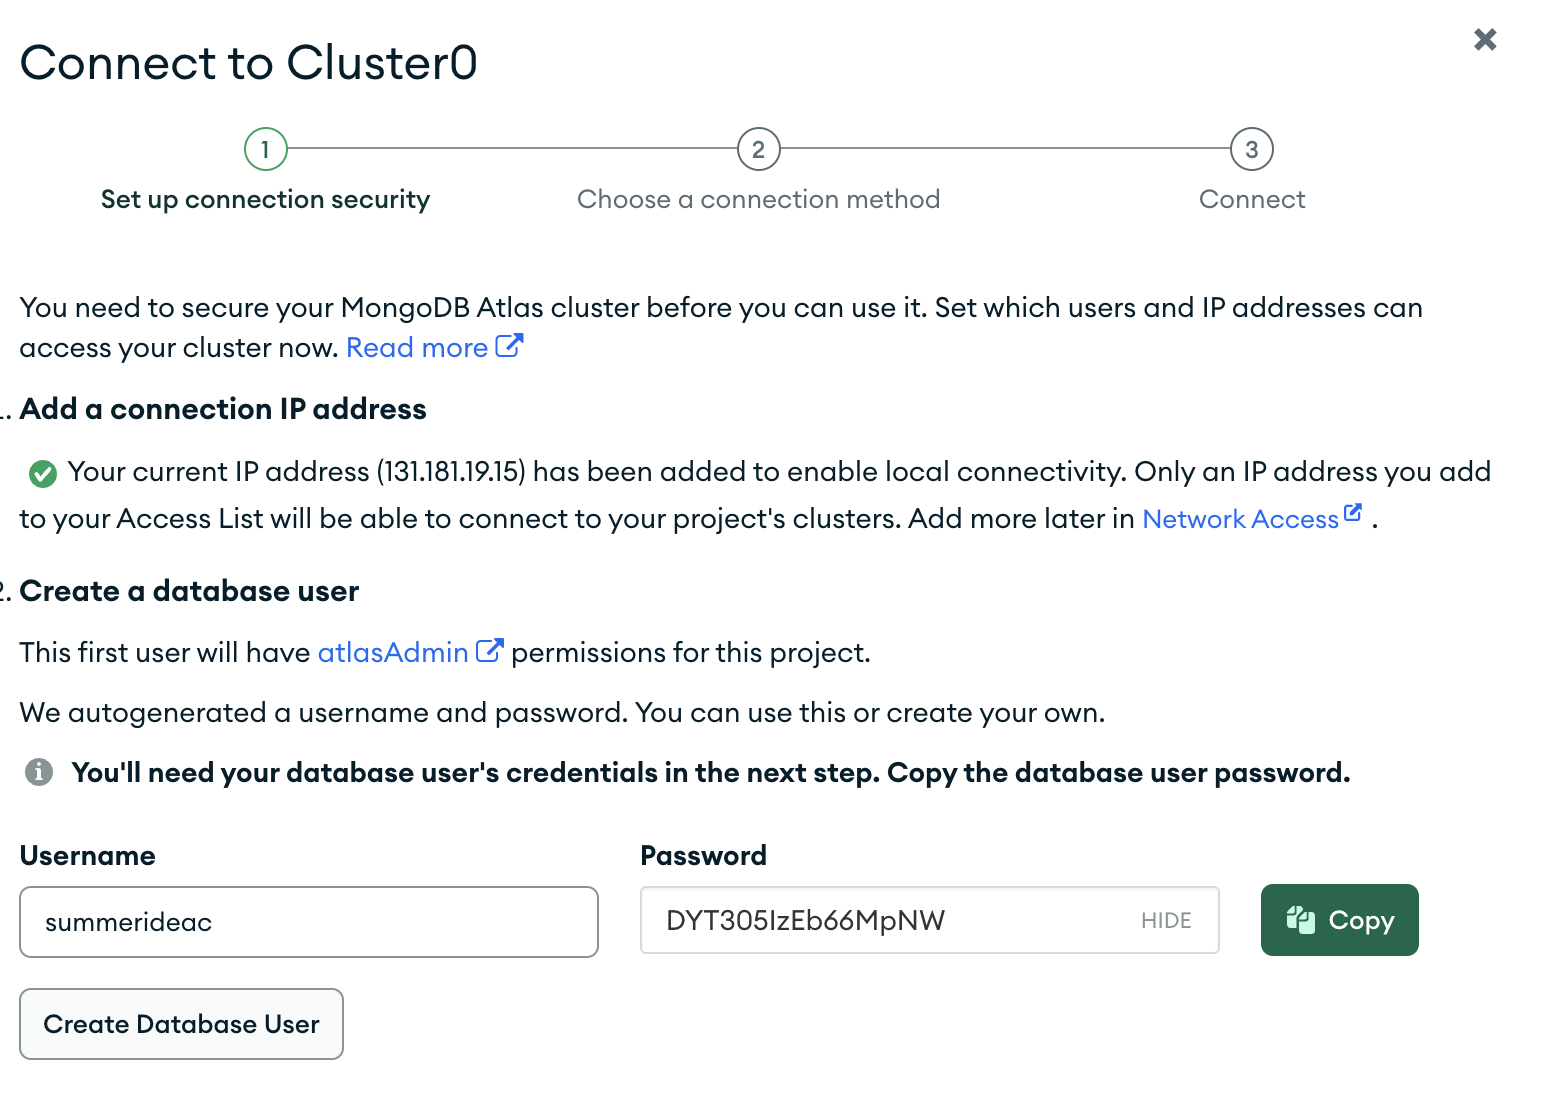 Connect to Cluster0
1
2
3
Set up connection security
Choose a connection method
Connect
You need to secure your MongoDB Atlas cluster before you can use it. Set which users and IP addresses can
access your cluster now. Read more
. Add a connection IP address
Your current IP address (131.181.19.15) has been added to enable local connectivity. Only an IP address you add
to your Access List will be able to connect to your project's clusters. Add more later in Network Access .
2. Create a database user
This first user will have atlasAdmin permissions for this project.
We autogenerated a username and password. You can use this or create your own.
You'll need your database user's credentials in the next step. Copy the database user password.
Username
Password
summerideac
DYT305IzEb66MpNW
HIDE
Copy
Create Database User